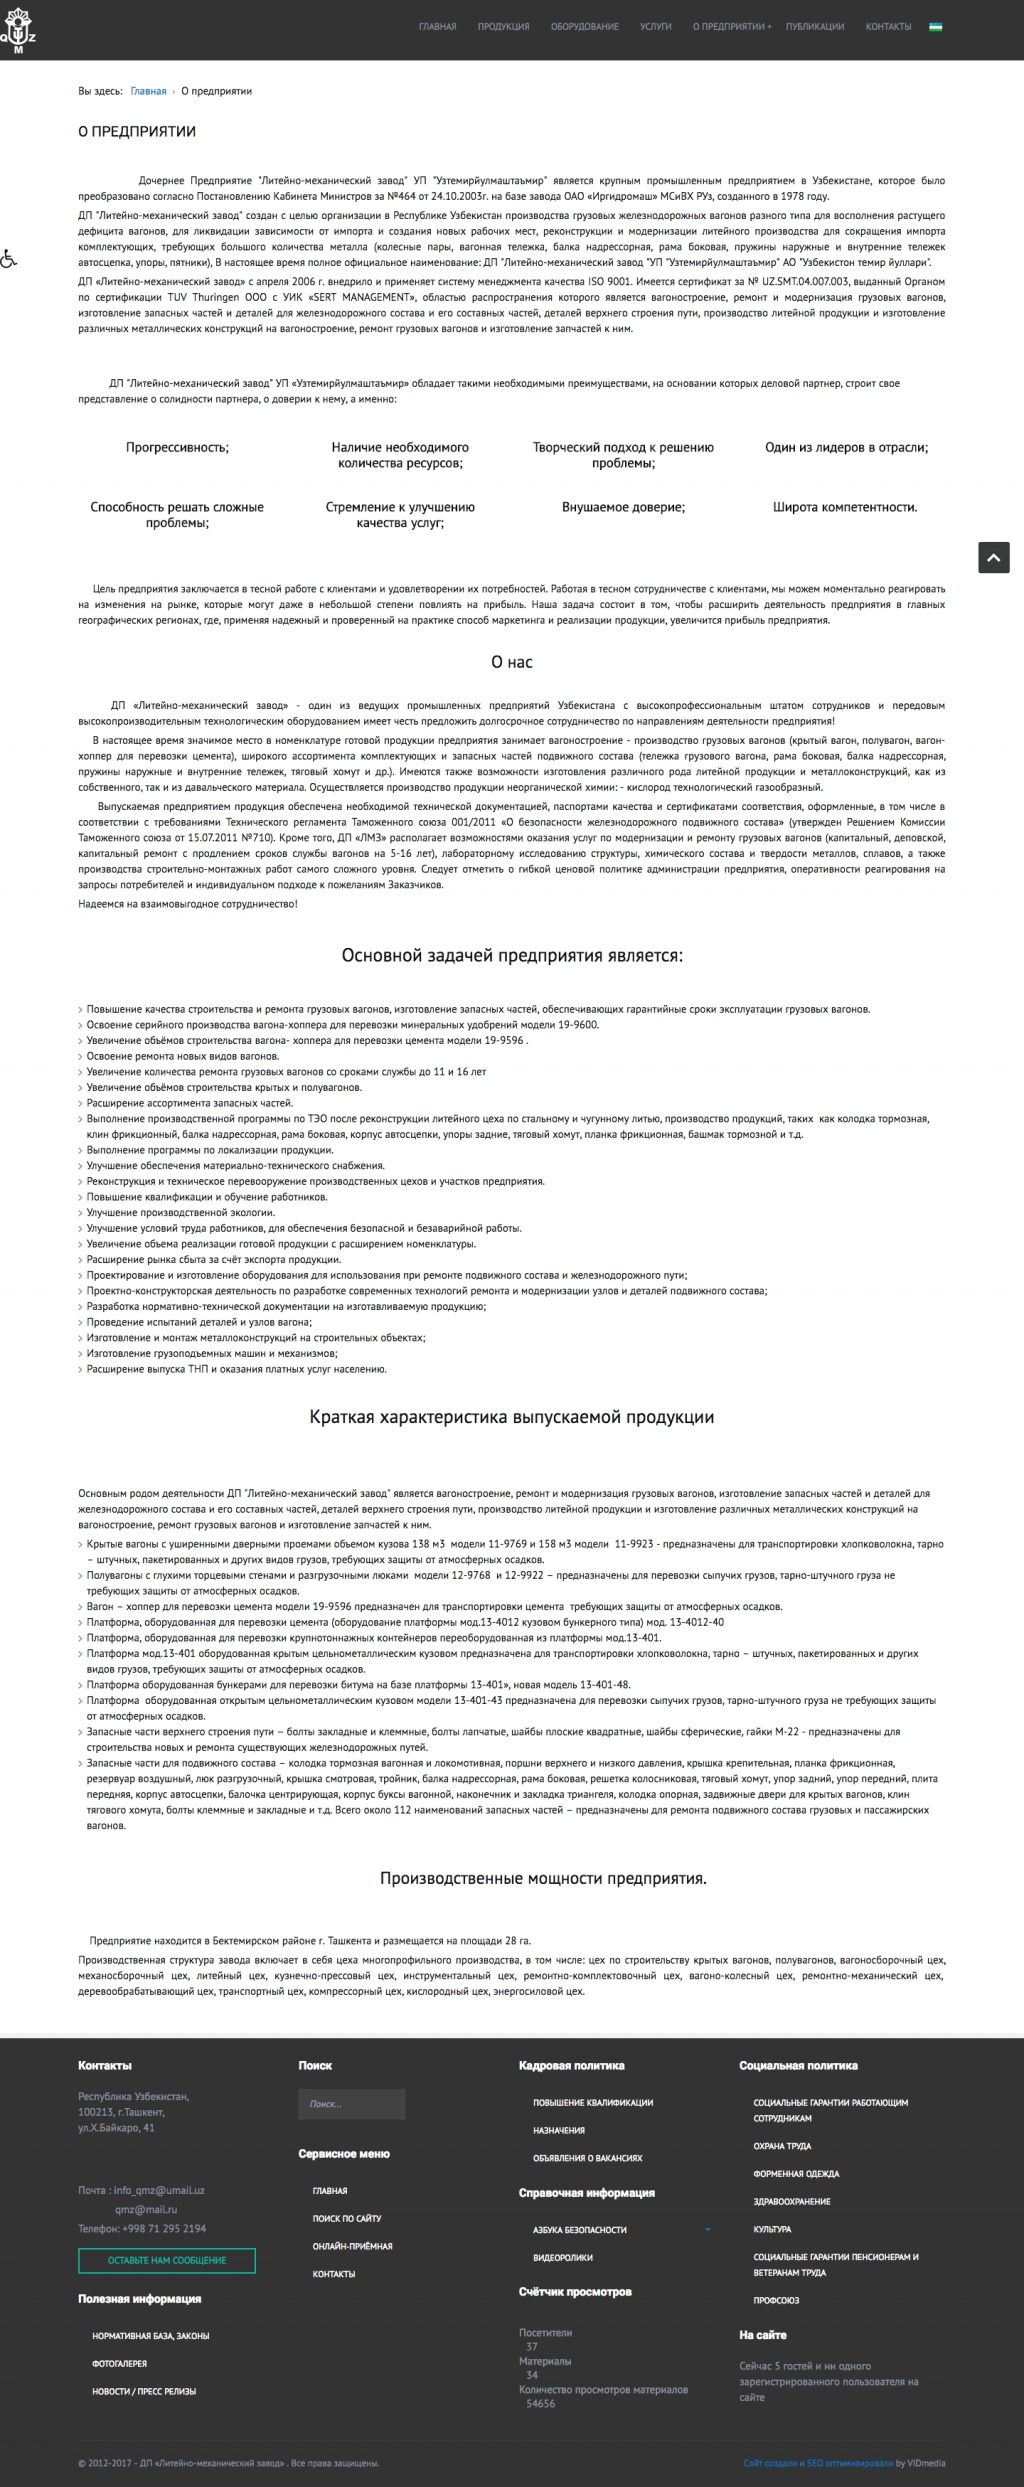 QMZ
ГЛАВНАЯ ПРОДУКЦИЯ ОБОРУДОВАНИЕ УСЛУГИ О ПРЕДПРИЯТИИ + ПУБЛИКАЦИИ КОНТАКТЫ
Вы здесь: Главная › О предприятии
О ПРЕДПРИЯТИИ
Дочернее Предприятие "Литейно-механический завод" УП "Узтемирйулмаштаъмир" является крупным промышленным предприятием в Узбекистане, которое было
преобразовано согласно Постановлению Кабинета Министров за №464 от 24.10.2003г. на базе завода ОАО «Иргидромаш» МСиВХ РУз, созданного в 1978 году.
ДП "Литейно-механический завод" создан с целью организации в Республике Узбекистан производства грузовых железнодорожных вагонов разного типа для восполнения растущего
дефицита вагонов, для ликвидации зависимости от импорта и создания новых рабочих мест, реконструкции и модернизации литейного производства для сокращения импорта
комплектующих, требующих большого количества металла (колесные пары, вагонная тележка, балка надрессорная, рама боковая, пружины наружные и внутренние тележек
автосцепка, упоры, пятники), В настоящее время полное официальное наименование: ДП "Литейно-механический завод "УП "Узтемирйулмаштаъмир" АО "Узбекистон темир йуллари".
ДП «Литейно-механический завод» с апреля 2006 г. внедрило и применяет систему менеджмента качества ISO 9001. Имеется сертификат за № UZ.SMT.04.007.003, выданный Органом
по сертификации TUV Thuringen ООО с УИК «SERT MANAGEMENT», областью распространения которого является вагоностроение, ремонт и модернизация грузовых вагонов,
изготовление запасных частей и деталей для железнодорожного состава и его составных частей, деталей верхнего строения пути, производство литейной продукции и изготовление
различных металлических конструкций на вагоностроение, ремонт грузовых вагонов и изготовление запчастей к ним.
ДП "Литейно-механический завод" УП «Узтемирйулмаштаъмир» обладает такими необходимыми преимуществами, на основании которых деловой партнер, строит свое
представление о солидности партнера, о доверии к нему, а именно:
Прогрессивность;
Наличие необходимого
количества ресурсов;
Творческий подход к решению
проблемы;
Один из лидеров в отрасли;
Способность решать сложные
проблемы;
Стремление к улучшению
качества услуг;
Внушаемое доверие;
Широта компетентности.
Цель предприятия заключается в тесной работе с клиентами и удовлетворении их потребностей. Работая в тесном сотрудничестве с клиентами, мы можем моментально реагировать
на изменения на рынке, которые могут даже в небольшой степени повлиять на прибыль. Наша задача состоит в том, чтобы расширить деятельность предприятия в главных
географических регионах, где, применяя надежный и проверенный на практике способ маркетинга и реализации продукции, увеличится прибыль предприятия.
О нас
ДП «Литейно-механический завод» - один из ведущих промышленных предприятий Узбекистана с высокопрофессиональным штатом сотрудников и передовым
высокопроизводительным технологическим оборудованием имеет честь предложить долгосрочное сотрудничество по направлениям деятельности предприятия!
В настоящее время значимое место в номенклатуре готовой продукции предприятия занимает вагоностроение - производство грузовых вагонов (крытый вагон, полувагон, вагон-
хоппер для перевозки цемента), широкого ассортимента комплектующих и запасных частей подвижного состава (тележка грузового вагона, рама боковая, балка надрессорная,
пружины наружные и внутренние тележек, тяговый хомут и др.). Имеются также возможности изготовления различного рода литейной продукции и металлоконструкций, как из
собственного, так и из давальческого материала. Осуществляется производство продукции неорганической химии: - кислород технологический газообразный.
Выпускаемая предприятием продукция обеспечена необходимой технической документацией, паспортами качества и сертификатами соответствия, оформленные, в том числе в
соответствии с требованиями Технического регламента Таможенного союза 001/2011 «О безопасности железнодорожного подвижного состава» (утвержден Решением Комиссии
Таможенного союза от 15.07.2011 №710). Кроме того, ДП «ЛМЗ» располагает возможностями оказания услуг по модернизации и ремонту грузовых вагонов (капитальный, деповской,
капитальный ремонт с продлением сроков службы вагонов на 5-16 лет), лабораторному исследованию структуры, химического состава и твердости металлов, сплавов, а также
производства строительно-монтажных работ самого сложного уровня. Следует отметить о гибкой ценовой политике администрации предприятия, оперативности реагирования на
запросы потребителей и индивидуальном подходе к пожеланиям Заказчиков.
Надеемся на взаимовыгодное сотрудничество!
Основной задачей предприятия является:
› Повышение качества строительства и ремонта грузовых вагонов, изготовление запасных частей, обеспечивающих гарантийные сроки эксплуатации грузовых вагонов.
› Освоение серийного производства вагона-хоппера для перевозки минеральных удобрений модели 19-9600.
› Увеличение объёмов строительства вагона- хоппера для перевозки цемента модели 19-9596 .
› Освоение ремонта новых видов вагонов.
› Увеличение количества ремонта грузовых вагонов со сроками службы до 11 и 16 лет
› Увеличение объёмов строительства крытых и полувагонов.
› Расширение ассортимента запасных частей.
› Выполнение производственной программы по ТЭО после реконструкции литейного цеха по стальному и чугунному литью, производство продукций, таких как колодка тормозная,
клин фрикционный, балка надрессорная, рама боковая, корпус автосцепки, упоры задние, тяговый хомут, планка фрикционная, башмак тормозной и т.д.
› Выполнение программы по локализации продукции.
› Улучшение обеспечения материально-технического снабжения.
› Реконструкция и техническое перевооружение производственных цехов и участков предприятия.
› Повышение квалификации и обучение работников.
› Улучшение производственной экологии.
› Улучшение условий труда работников, для обеспечения безопасной и безаварийной работы.
› Увеличение объема реализации готовой продукции с расширением номенклатуры.
› Расширение рынка сбыта за счёт экспорта продукции.
› Проектирование и изготовление оборудования для использования при ремонте подвижного состава и железнодорожного пути;
› Проектно-конструкторская деятельность по разработке современных технологий ремонта и модернизации узлов и деталей подвижного состава;
› Разработка нормативно-технической документации на изготавливаемую продукцию;
› Проведение испытаний деталей и узлов вагона;
› Изготовление и монтаж металлоконструкций на строительных объектах;
› Изготовление грузоподъемных машин и механизмов;
› Расширение выпуска ТНП и оказания платных услуг населению.
Краткая характеристика выпускаемой продукции
Основным родом деятельности ДП "Литейно-механический завод" является вагоностроение, ремонт и модернизация грузовых вагонов, изготовление запасных частей и деталей для
железнодорожного состава и его составных частей, деталей верхнего строения пути, производство литейной продукции и изготовление различных металлических конструкций на
вагоностроение, ремонт грузовых вагонов и изготовление запчастей к ним.
› Крытые вагоны с уширенными дверными проемами объемом кузова 138 м3 модели 11-9769 и 158 м3 модели 11-9923 - предназначены для транспортировки хлопковолокна, тарно
– штучных, пакетированных и других видов грузов, требующих защиты от атмосферных осадков.
› Полувагоны с глухими торцевыми стенами и разгрузочными люками модели 12-9768 и 12-9922 – предназначены для перевозки сыпучих грузов, тарно-штучного груза не
требующих защиты от атмосферных осадков.
› Вагон – хоппер для перевозки цемента модели 19-9596 предназначен для транспортировки цемента требующих защиты от атмосферных осадков.
› Платформа, оборудованная для перевозки цемента (оборудование платформы мод.13-4012 кузовом бункерного типа) мод. 13-4012-40
› Платформа, оборудованная для перевозки крупнотоннажных контейнеров переоборудованная из платформы мод.13-401.
› Платформа мод.13-401 оборудованная крытым цельнометаллическим кузовом предназначена для транспортировки хлопковолокна, тарно – штучных, пакетированных и других
видов грузов, требующих защиты от атмосферных осадков.
› Платформа оборудованная бункерами для перевозки битума на базе платформы 13-401», новая модель 13-401-48.
› Платформа оборудованная открытым цельнометаллическим кузовом модели 13-401-43 предназначена для перевозки сыпучих грузов, тарно-штучного груза не требующих защиты
от атмосферных осадков.
› Запасные части верхнего строения пути – болты закладные и клеммные, болты лапчатые, шайбы плоские квадратные, шайбы сферические, гайки М-22 - предназначены для
строительства новых и ремонта существующих железнодорожных путей.
› Запасные части для подвижного состава – колодка тормозная вагонная и локомотивная, поршни верхнего и низкого давления, крышка крепительная, планка фрикционная,
резервуар воздушный, люк разгрузочный, крышка смотровая, тройник, балка надрессорная, рама боковая, решетка колосниковая, тяговый хомут, упор задний, упор передний, плита
передняя, корпус автосцепки, балочка центрирующая, корпус буксы вагонной, наконечник и закладка триангеля, колодка опорная, задвижные двери для крытых вагонов, клин
тягового хомута, болты клеммные и закладные и т.д. Всего около 112 наименований запасных частей – предназначены для ремонта подвижного состава грузовых и пассажирских
вагонов.
Производственные мощности предприятия.
Предприятие находится в Бектемирском районе г. Ташкента и размещается на площади 28 га.
Производственная структура завода включает в себя цеха многопрофильного производства, в том числе: цех по строительству крытых вагонов, полувагонов, вагоносборочный цех,
механосборочный цех, литейный цех, кузнечно-прессовый цех, инструментальный цех, ремонтно-комплектовочный цех, вагоно-колесный цех, ремонтно-механический цех,
деревообрабатывающий цех, транспортный цех, компрессорный цех, кислородный цех, энергосиловой цех.
Контакты
Республика Узбекистан,
100213, г.Ташкент,
ул.Х.Байкаро, 41
Почта : info_qmz@umail.uz
qmz@mail.ru
Телефон: +998 71 295 2194
ОСТАВЬТЕ НАМ СООБЩЕНИЕ
Полезная информация
НОРМАТИВНАЯ БАЗА, ЗАКОНЫ
ФОТОГАЛЕРЕЯ
НОВОСТИ / ПРЕСС РЕЛИЗЫ
Поиск
Поиск...
Сервисное меню
ГЛАВНАЯ
ПОИСК ПО САЙТУ
ОНЛАЙН-ПРИЁМНАЯ
КОНТАКТЫ
Кадровая политика
ПОВЫШЕНИЕ КВАЛИФИКАЦИИ
НАЗНАЧЕНИЯ
ОБЪЯВЛЕНИЯ О ВАКАНСИЯХ
Справочная информация
АЗБУКА БЕЗОПАСНОСТИ
ВИДЕОРОЛИКИ
Счётчик просмотров
Посетители
37
Материалы
34
Количество просмотров материалов
54656
Социальная политика
СОЦИАЛЬНЫЕ ГАРАНТИИ РАБОТАЮЩИМ
СОТРУДНИКАМ
ОХРАНА ТРУДА
ФОРМЕННАЯ ОДЕЖДА
ЗДРАВООХРАНЕНИЕ
КУЛЬТУРА
СОЦИАЛЬНЫЕ ГАРАНТИИ ПЕНСИОНЕРАМ И
ВЕТЕРАНАМ ТРУДА
ПРОФСОЮЗ
На сайте
Сейчас 5 гостей и ни одного
зарегистрированного пользователя на
сайте
© 2012-2017 - ДП «Литейно-механический завод» . Все права защищены.
Сайт создали и SEO оптимизировали by VIDmedia